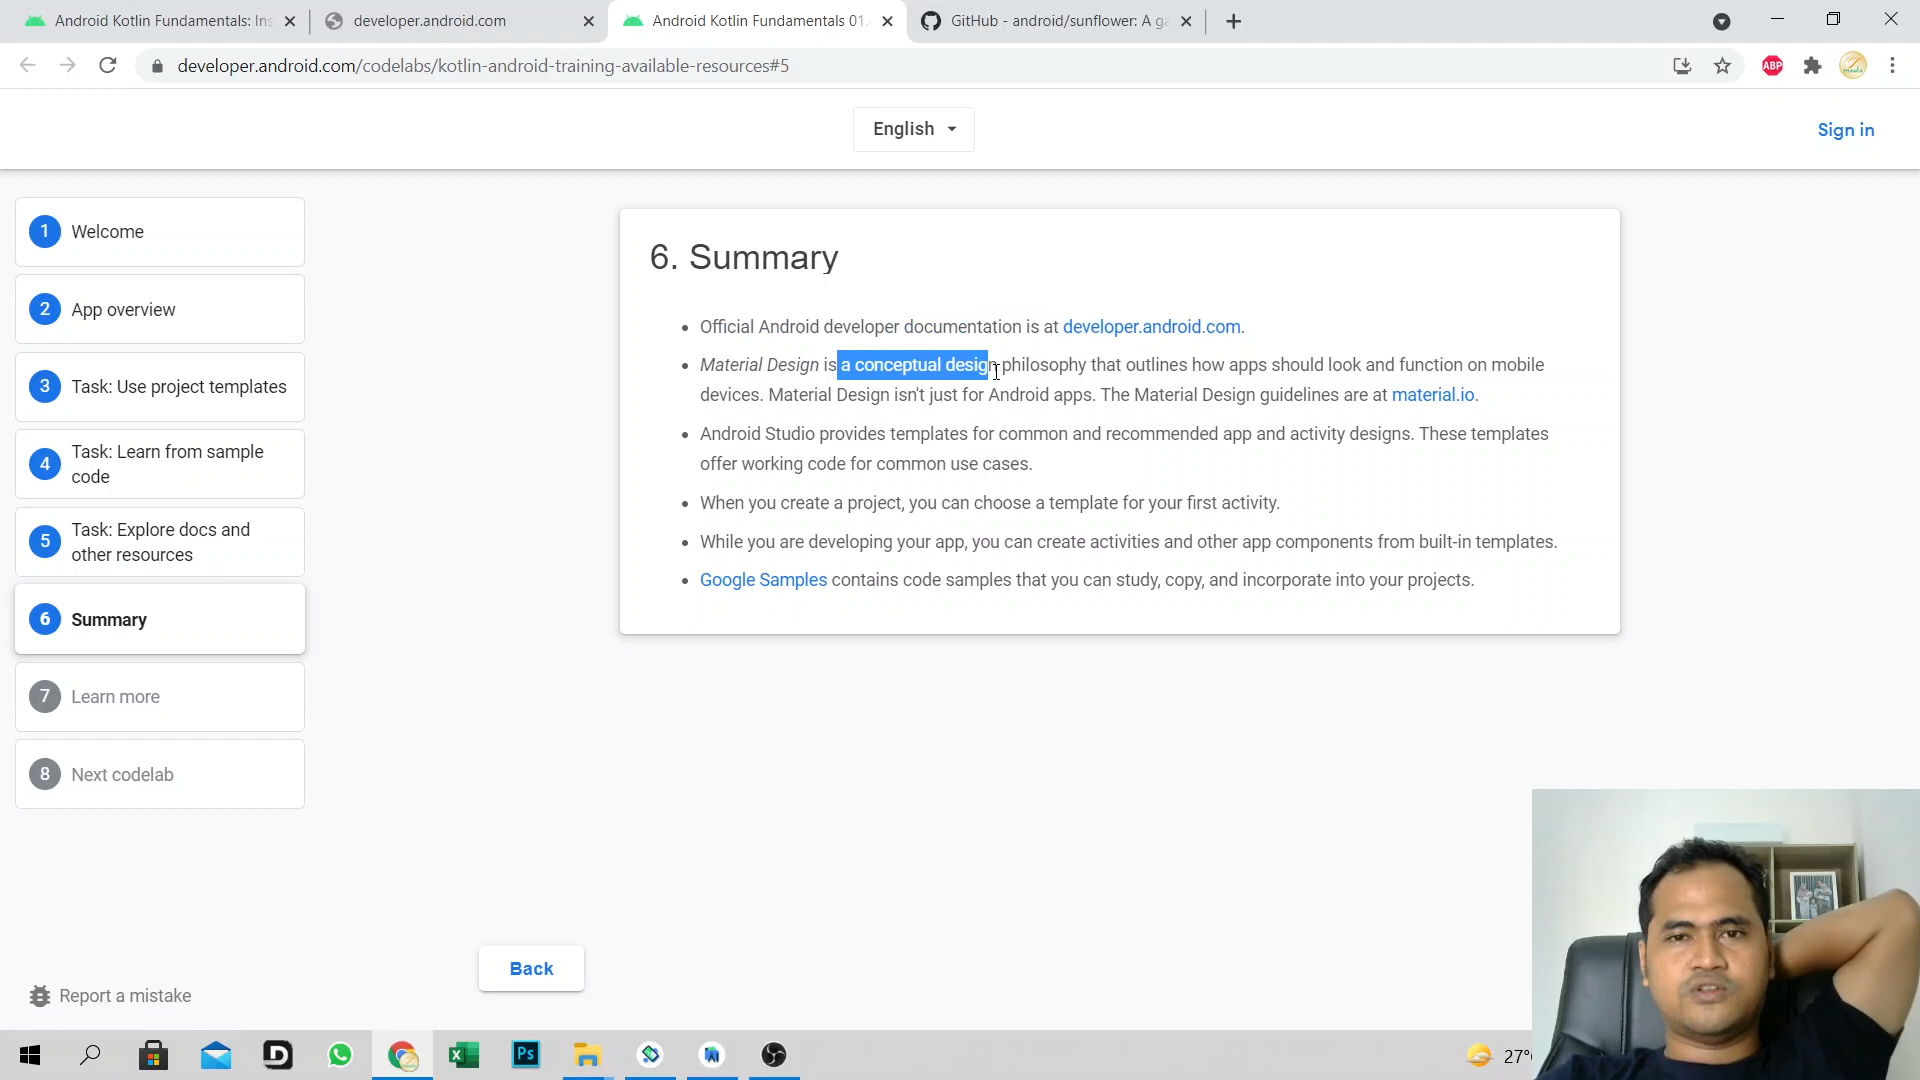 Android Kotlin Fundamentals: Ins
developer.android.com
Android Kotlin Fundamentals 01.
GitHub - android/sunflower: A ga
developer.android.com/codelabs/kotlin-android-training-available-resources#5
ABP
English
Sign in
1 Welcome
2 App overview
3 Task: Use project templates
4 Task: Learn from sample
code
5 Task: Explore docs and
other resources
6 Summary
7 Learn more
8 Next codelab
6. Summary
Official Android developer documentation is at developer.android.com.
Material Design is a conceptual design philosophy that outlines how apps should look and function on mobile
devices. Material Design isn't just for Android apps. The Material Design guidelines are at material.io.
Android Studio provides templates for common and recommended app and activity designs. These templates
offer working code for common use cases.
When you create a project, you can choose a template for your first activity.
While you are developing your app, you can create activities and other app components from built-in templates.
Google Samples contains code samples that you can study, copy, and incorporate into your projects.
Back
Report a mistake
Ps
27°